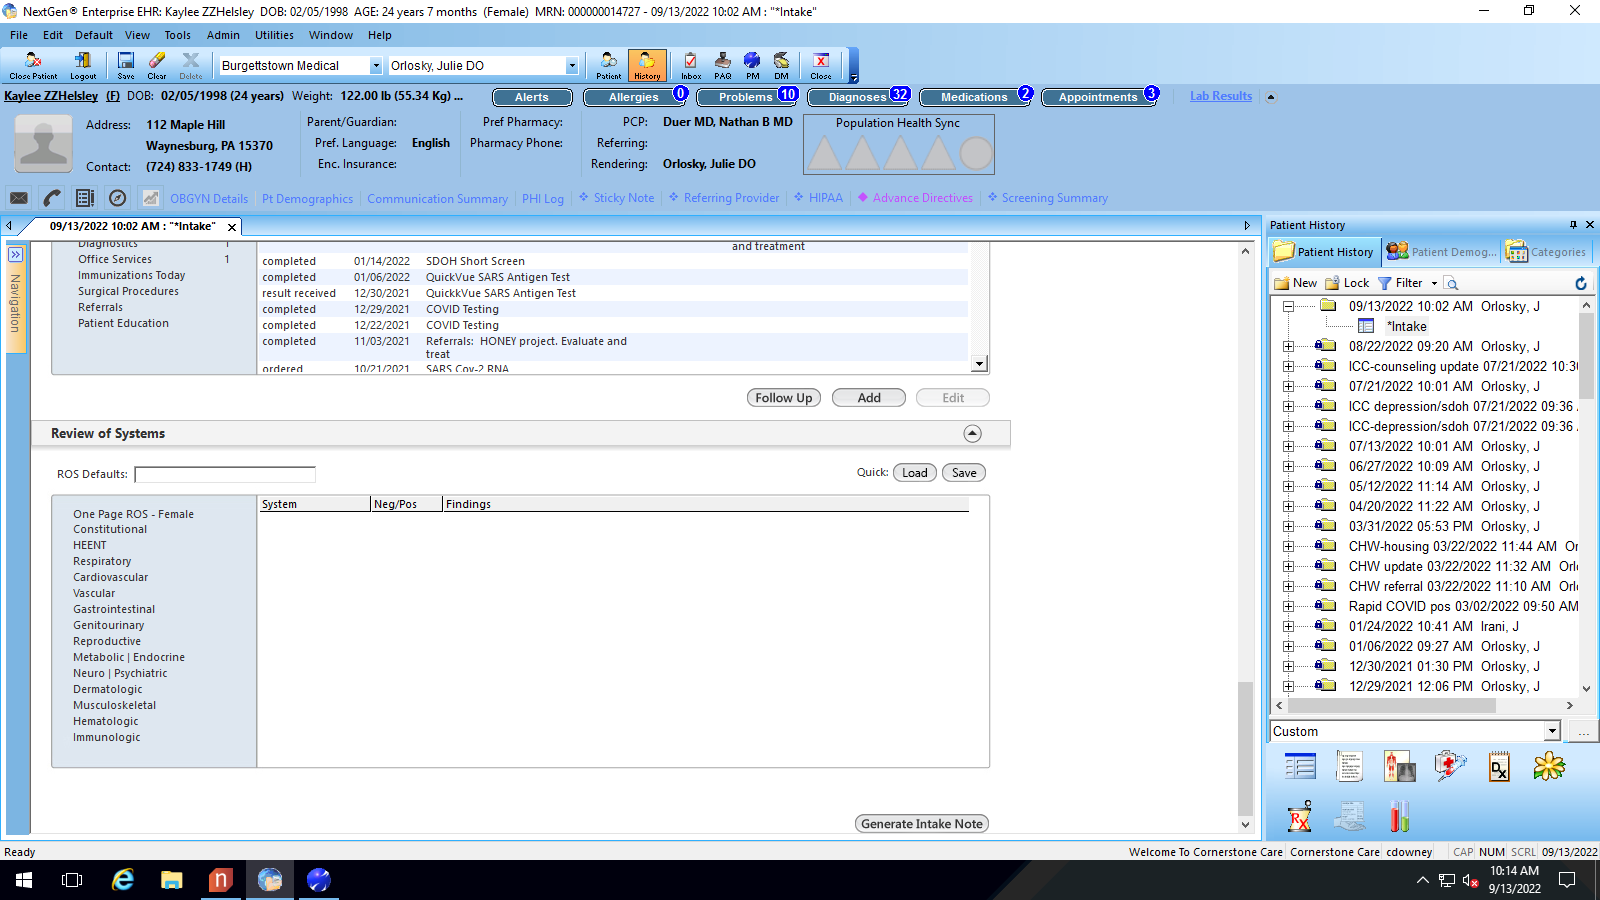 NextGen® Enterprise EHR: Kaylee ZZHelsley  DOB: 02/05/1998  AGE: 24 years 7 months  (Female)  MRN: 000000014727 - 09/13/2022 10:02 AM : "*Intake"
File Edit Default View Tools Admin Utilities Window Help
Burgettstown Medical Orlosky, Julie DO
Close Patient Logout Save Clear Delete Patient History Inbox PAQ PM DM Close
Kaylee ZZHelsley (F) DOB: 02/05/1998 (24 years) Weight: 122.00 lb (55.34 Kg) ... Alerts Allergies 0 Problems 10 Diagnoses 32 Medications 2 Appointments 3 Lab Results
Address: 112 Maple Hill Parent/Guardian: Pref Pharmacy: PCP: Duer MD, Nathan B MD Population Health Sync
Waynesburg, PA 15370 Pref. Language: English Pharmacy Phone: Referring:
Contact: (724) 833-1749 (H) Enc. Insurance: Rendering: Orlosky, Julie DO
OBGYN Details Pt Demographics Communication Summary PHI Log Sticky Note Referring Provider HIPAA Advance Directives Screening Summary
09/13/2022 10:02 AM : "*Intake"
Navigation
Diagnostics 1
Office Services 1
Immunizations Today
Surgical Procedures
Referrals
Patient Education
and treatment
completed 01/14/2022 SDOH Short Screen
completed 01/06/2022 QuickVue SARS Antigen Test
result received 12/30/2021 QuickkVue SARS Antigen Test
completed 12/29/2021 COVID Testing
completed 12/22/2021 COVID Testing
completed 11/03/2021 Referrals: HONEY project. Evaluate and
treat
ordered 10/21/2021 SARS Cov-2 RNA
Follow Up Add Edit
Review of Systems
ROS Defaults: Quick: Load Save
System Neg/Pos Findings
One Page ROS - Female
Constitutional
HEENT
Respiratory
Cardiovascular
Vascular
Gastrointestinal
Genitourinary
Reproductive
Metabolic | Endocrine
Neuro | Psychiatric
Dermatologic
Musculoskeletal
Hematologic
Immunologic
Generate Intake Note
Patient History
Patient History Patient Demog... Categories
New Lock Filter
09/13/2022 10:02 AM Orlosky, J
*Intake
08/22/2022 09:20 AM Orlosky, J
ICC-counseling update 07/21/2022 10:30
07/21/2022 10:01 AM Orlosky, J
ICC depression/sdoh 07/21/2022 09:36
ICC-depression/sdoh 07/21/2022 09:36
07/13/2022 10:01 AM Orlosky, J
06/27/2022 10:09 AM Orlosky, J
05/12/2022 11:14 AM Orlosky, J
04/20/2022 11:22 AM Orlosky, J
03/31/2022 05:53 PM Orlosky, J
CHW-housing 03/22/2022 11:44 AM Or
CHW update 03/22/2022 11:32 AM Orl
CHW referral 03/22/2022 11:10 AM Orl
Rapid COVID pos 03/02/2022 09:50 AM
01/24/2022 10:41 AM Irani, J
01/06/2022 09:27 AM Orlosky, J
12/30/2021 01:30 PM Orlosky, J
12/29/2021 12:06 PM Orlosky, J
Custom ...
Dx
Rx
Ready Welcome To Cornerstone Care Cornerstone Care cdowney CAP NUM SCRL 09/13/2022
10:14 AM
9/13/2022